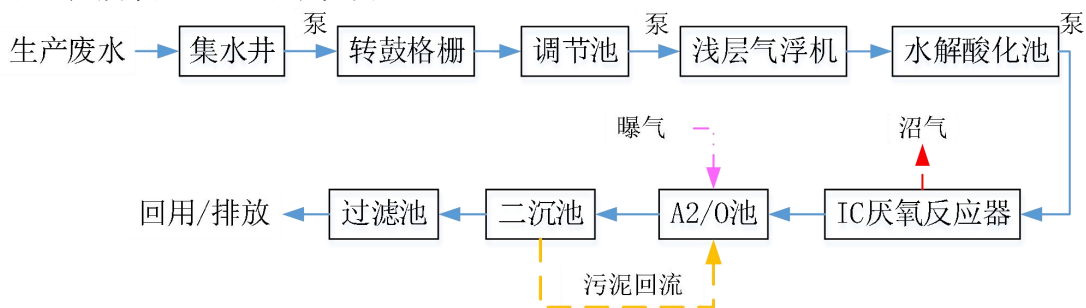 泵 泵 泵
生产废水 集水井 转鼓格栅 调节池 浅层气浮机 水解酸化池
曝气 沼气
回用/排放 过滤池 二沉池 A2/O池 IC厌氧反应器
污泥回流